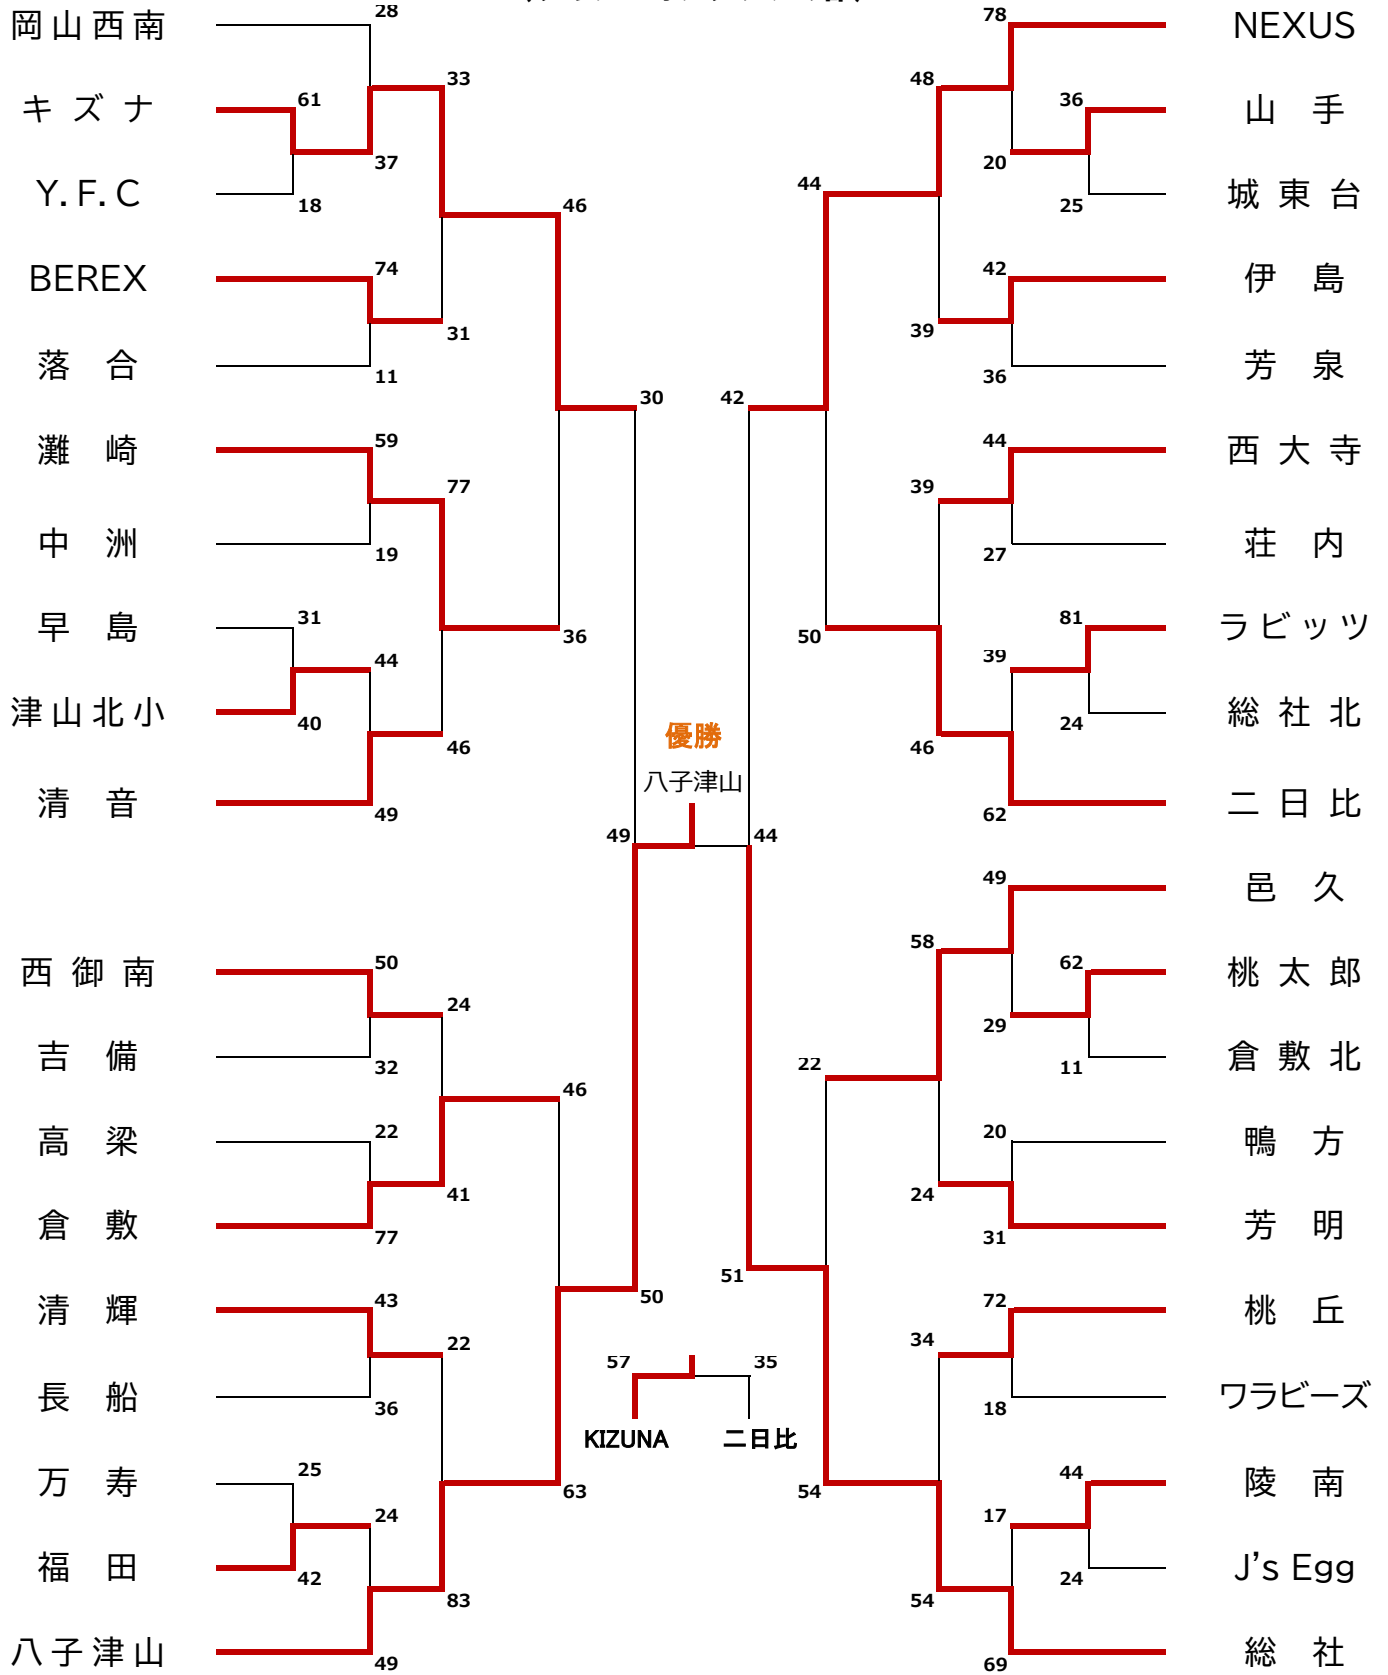 28
78
岡山西南
NEXUS
33
48
キズナ
61
36
山手
37
20
Y.F.C
18
44
46
25
城東台
BEREX
74
42
伊島
31
39
落合
11
36
芳泉
30
42
灘崎
59
44
西大寺
77
39
中洲
19
27
荘内
早島
31
81
ラビッツ
44
50
36
39
津山北小
40
24
総社北
46
優勝
46
八子津山
清音
49
62
二日比
49
44
49
邑久
58
西御南
50
62
桃太郎
24
29
吉備
32
22
11
倉敷北
46
高梁
22
20
鴨方
41
24
倉敷
77
31
芳明
51
清輝
43
50
72
桃丘
22
57
35
34
長船
36
18
ワラビーズ
KIZUNA
二日比
万寿
25
63
54
44
陵南
24
17
福田
42
24
J's Egg
83
54
八子津山
49
69
総社